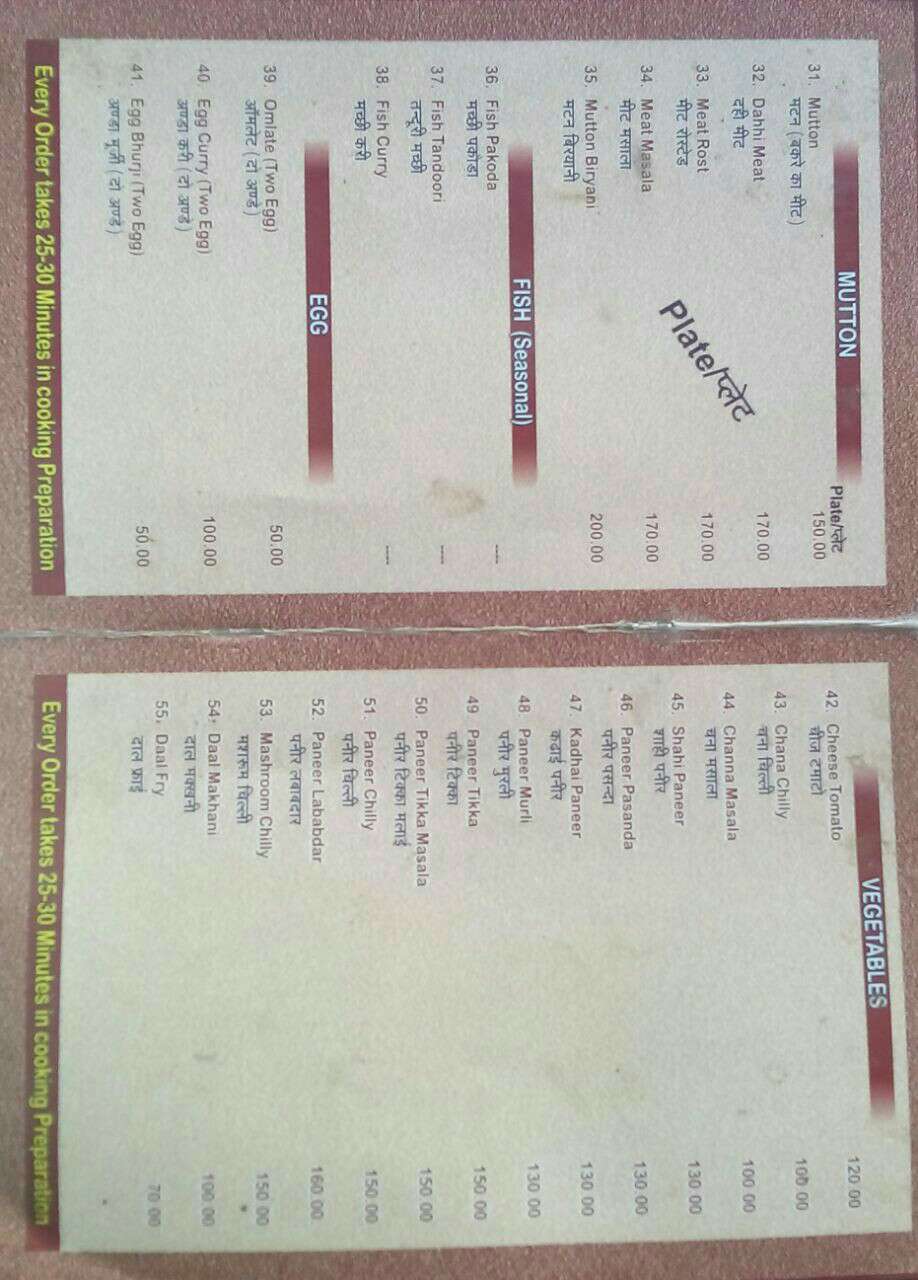 MUTTON
Plate/प्लेट
31. Mutton 150.00
मटन (बकरे का मीट)
32. Dahhi Meat 170.00
दही मीट
33. Meat Rost 170.00
मीट रोस्टेड
34. Meat Masala 170.00
मीट मसाला
35. Mutton Biryani 200.00
मटन बिरयानी
Plate/प्लेट
FISH (Seasonal)
36. Fish Pakoda ----
मच्छी पकौडा
37. Fish Tandoori ----
तन्दूरी मच्छी
38. Fish Curry ----
मच्छी करी
EGG
39. Omlate (Two Egg) 50.00
ऑमलेट (दो अण्डे)
40. Egg Curry (Two Egg) 100.00
अण्डा करी (दो अण्डे)
41. Egg Bhurji (Two Egg) 50.00
अण्डा भूर्जी (दो अण्डे)
Every Order takes 25-30 Minutes in cooking Preparation
VEGETABLES
42. Cheese Tomato 120.00
चीज टमाटो
43. Chana Chilly 100.00
चना चिल्ली
44. Channa Masala 100.00
चना मसाला
45. Shahi Paneer 130.00
शाही पनीर
46. Paneer Pasanda 130.00
पनीर पसन्दा
47. Kadhai Paneer 130.00
कढाई पनीर
48. Paneer Murli 130.00
पनीर मुरली
49. Paneer Tikka 150.00
पनीर टिक्का
50. Paneer Tikka Masala 150.00
पनीर टिक्का मलाई
51. Paneer Chilly 150.00
पनीर चिल्ली
52. Paneer Lababdar 160.00
पनीर लबाबदार
53. Mashroom Chilly 150.00
मशरूम चिल्ली
54. Daal Makhani 100.00
दाल मखनी
55. Daal Fry 70.00
दाल फ्राई
Every Order takes 25-30 Minutes in cooking Preparation